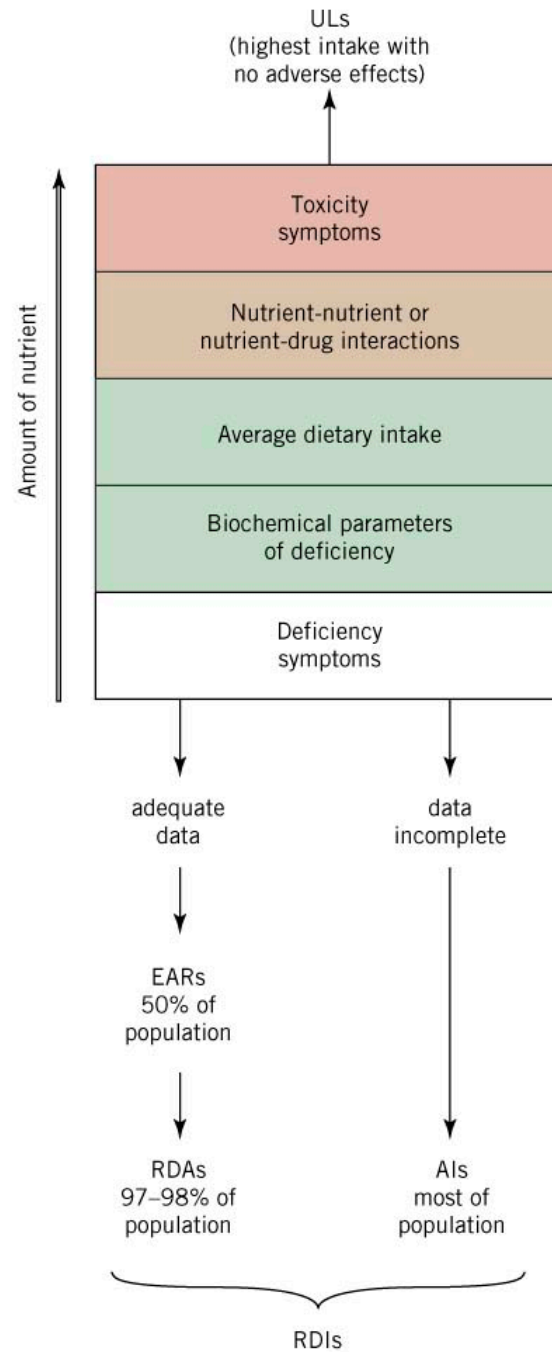 ULs
(highest intake with
no adverse effects)
Amount of nutrient
Toxicity
symptoms
Nutrient-nutrient or
nutrient-drug interactions
Average dietary intake
Biochemical parameters
of deficiency
Deficiency
symptoms
adequate
data
data
incomplete
EARs
50% of
population
RDAs
97–98% of
population
AIs
most of
population
RDIs